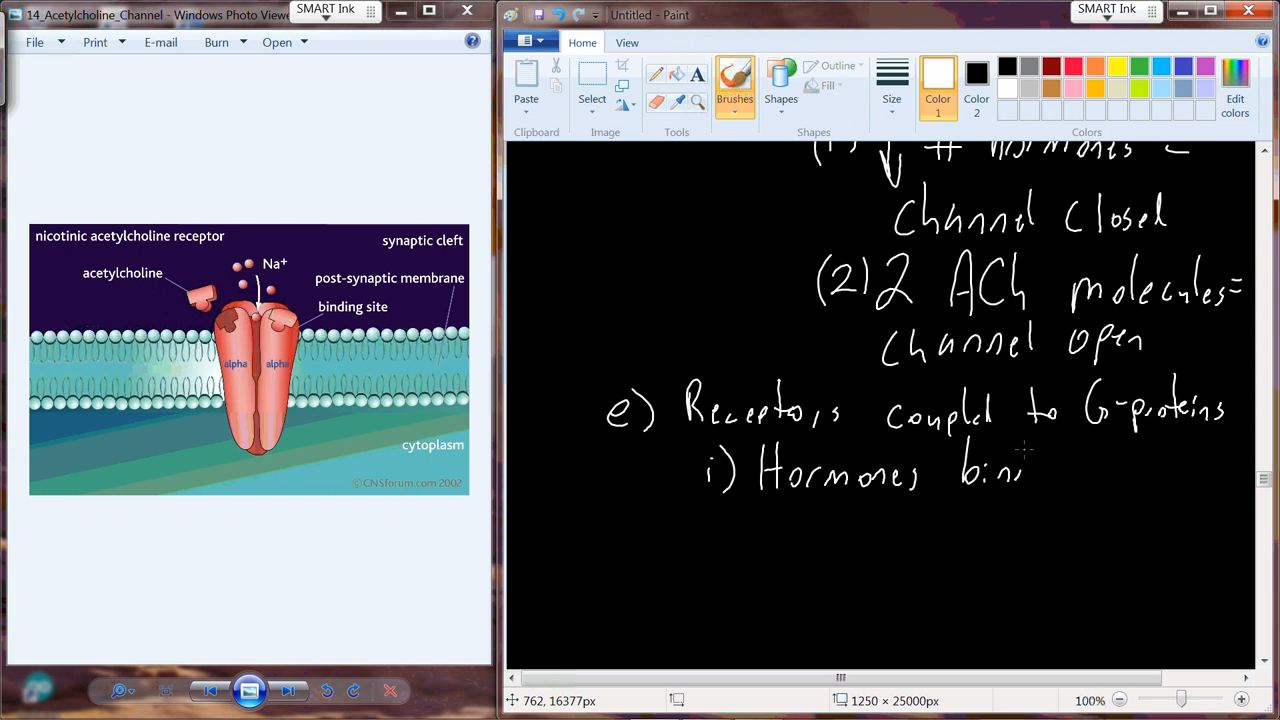 14_Acetylcholine_Channel - Windows Photo Viewe
SMART Ink
File Print E-mail Burn Open
nicotinic acetylcholine receptor
synaptic cleft
Na+
acetylcholine
post-synaptic membrane
binding site
alpha alpha
cytoplasm
© CNSforum.com 2002
Untitled - Paint
SMART Ink
Home View
Paste
Clipboard
Select
Image
Tools
Brushes
Shapes
Outline
Fill
Shapes
Size
Color 1
Color 2
Colors
Edit colors
# hormones =
channel closed
(2) 2 ACh molecules=
channel open
e) Receptors coupled to G-proteins
i) Hormones bin
762, 16377px
1250 × 25000px
100%